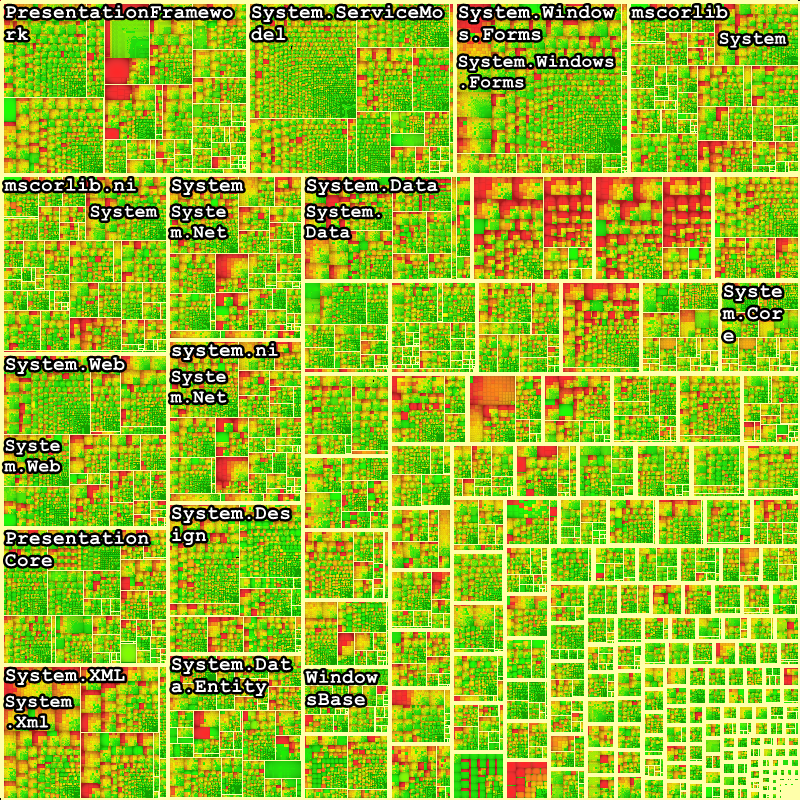 PresentationFramewo
rk
System.ServiceMo
del
System.Window
s.Forms
System.Windows
.Forms
mscorlib
System
mscorlib.ni
System
System
Syste
m.Net
System.Data
System.
Data
Syste
m.Cor
e
system.ni
Syste
m.Net
System.Web
Syste
m.Web
System.Des
ign
Presentation
Core
System.Dat
a.Entity
Window
sBase
System.XML
System
.Xml